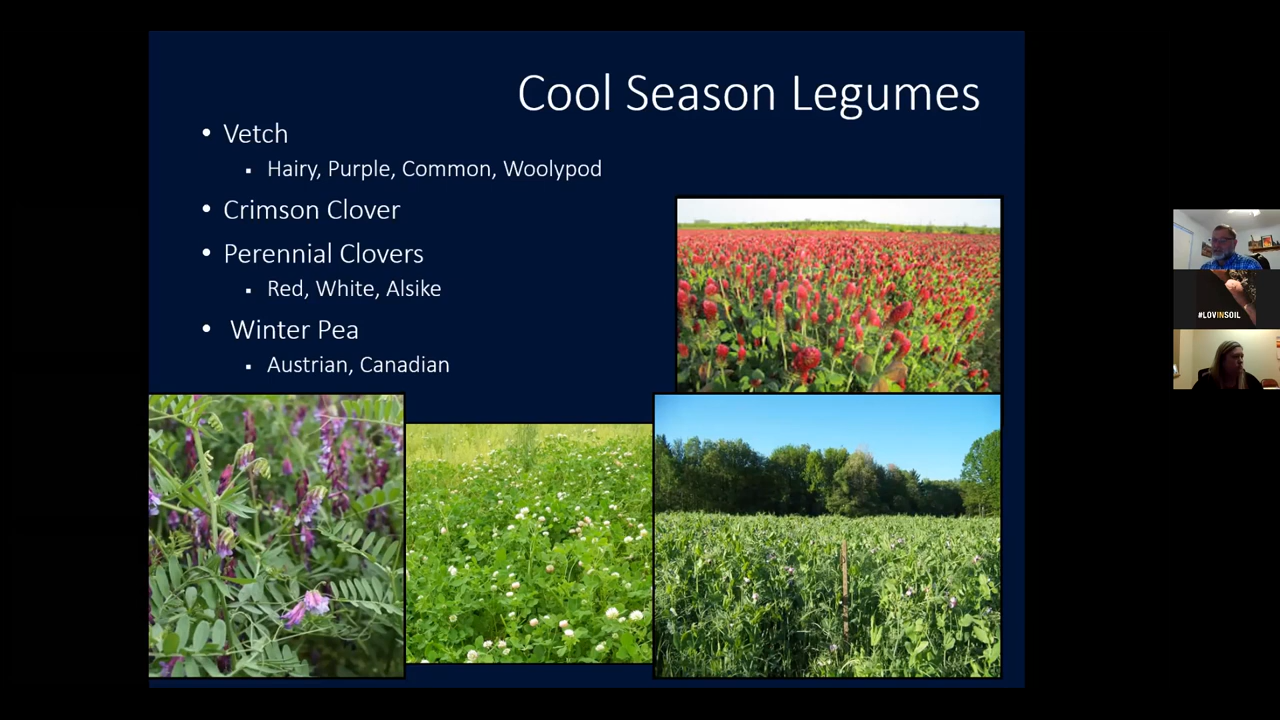 Cool Season Legumes
• Vetch
▪ Hairy, Purple, Common, Woolypod
• Crimson Clover
• Perennial Clovers
▪ Red, White, Alsike
• Winter Pea
▪ Austrian, Canadian
#LOVINSOIL